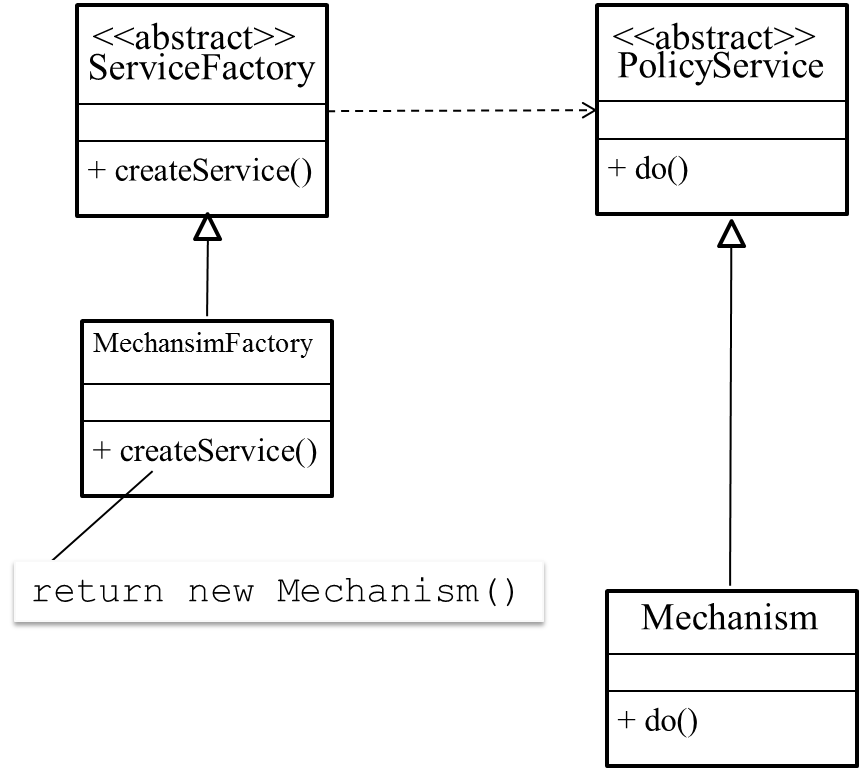 <<abstract>>
ServiceFactory
+ createService()
<<abstract>>
PolicyService
+ do()
MechansimFactory
+ createService()
return new Mechanism()
Mechanism
+ do()